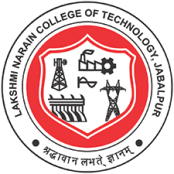 LAKSHMI NARAIN COLLEGE OF TECHNOLOGY, JABALPUR
• श्रद्धावान लभते ज्ञानम् •